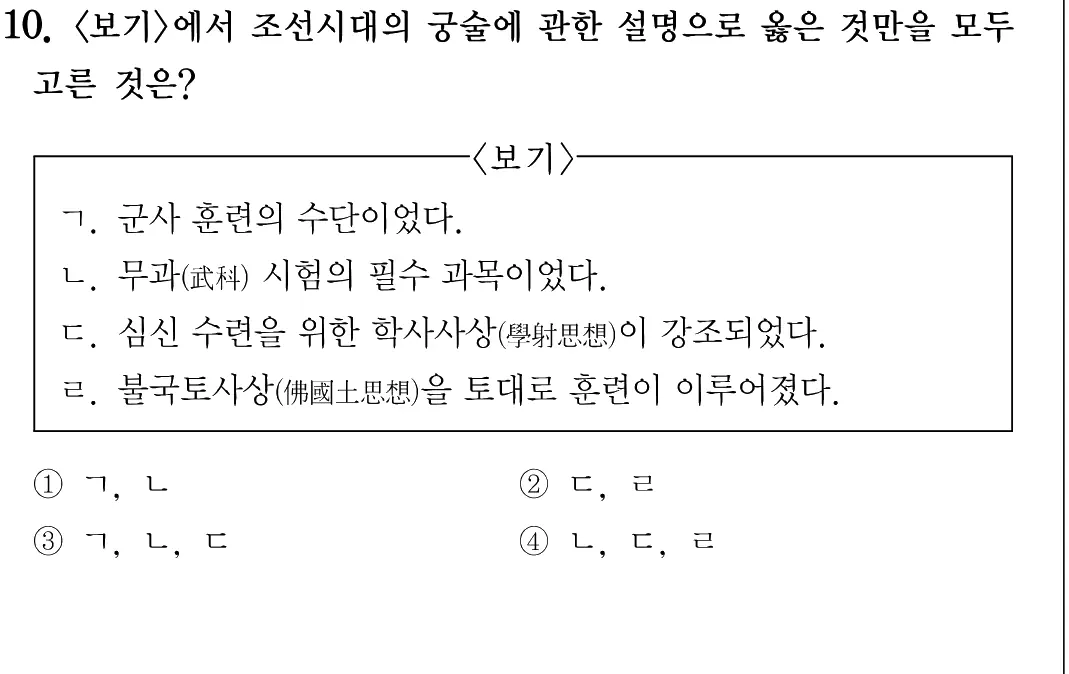 10. 〈보기〉에서 조선시대의 궁술에 관한 설명으로 옳은 것만을 모두
고른 것은?
〈보기〉
ㄱ. 군사 훈련의 수단이었다.
ㄴ. 무과(武科) 시험의 필수 과목이었다.
ㄷ. 심신 수련을 위한 학사사상(學射思想)이 강조되었다.
ㄹ. 불국토사상(佛國土思想)을 토대로 훈련이 이루어졌다.
① ㄱ, ㄴ ② ㄷ, ㄹ
③ ㄱ, ㄴ, ㄷ ④ ㄴ, ㄷ, ㄹ